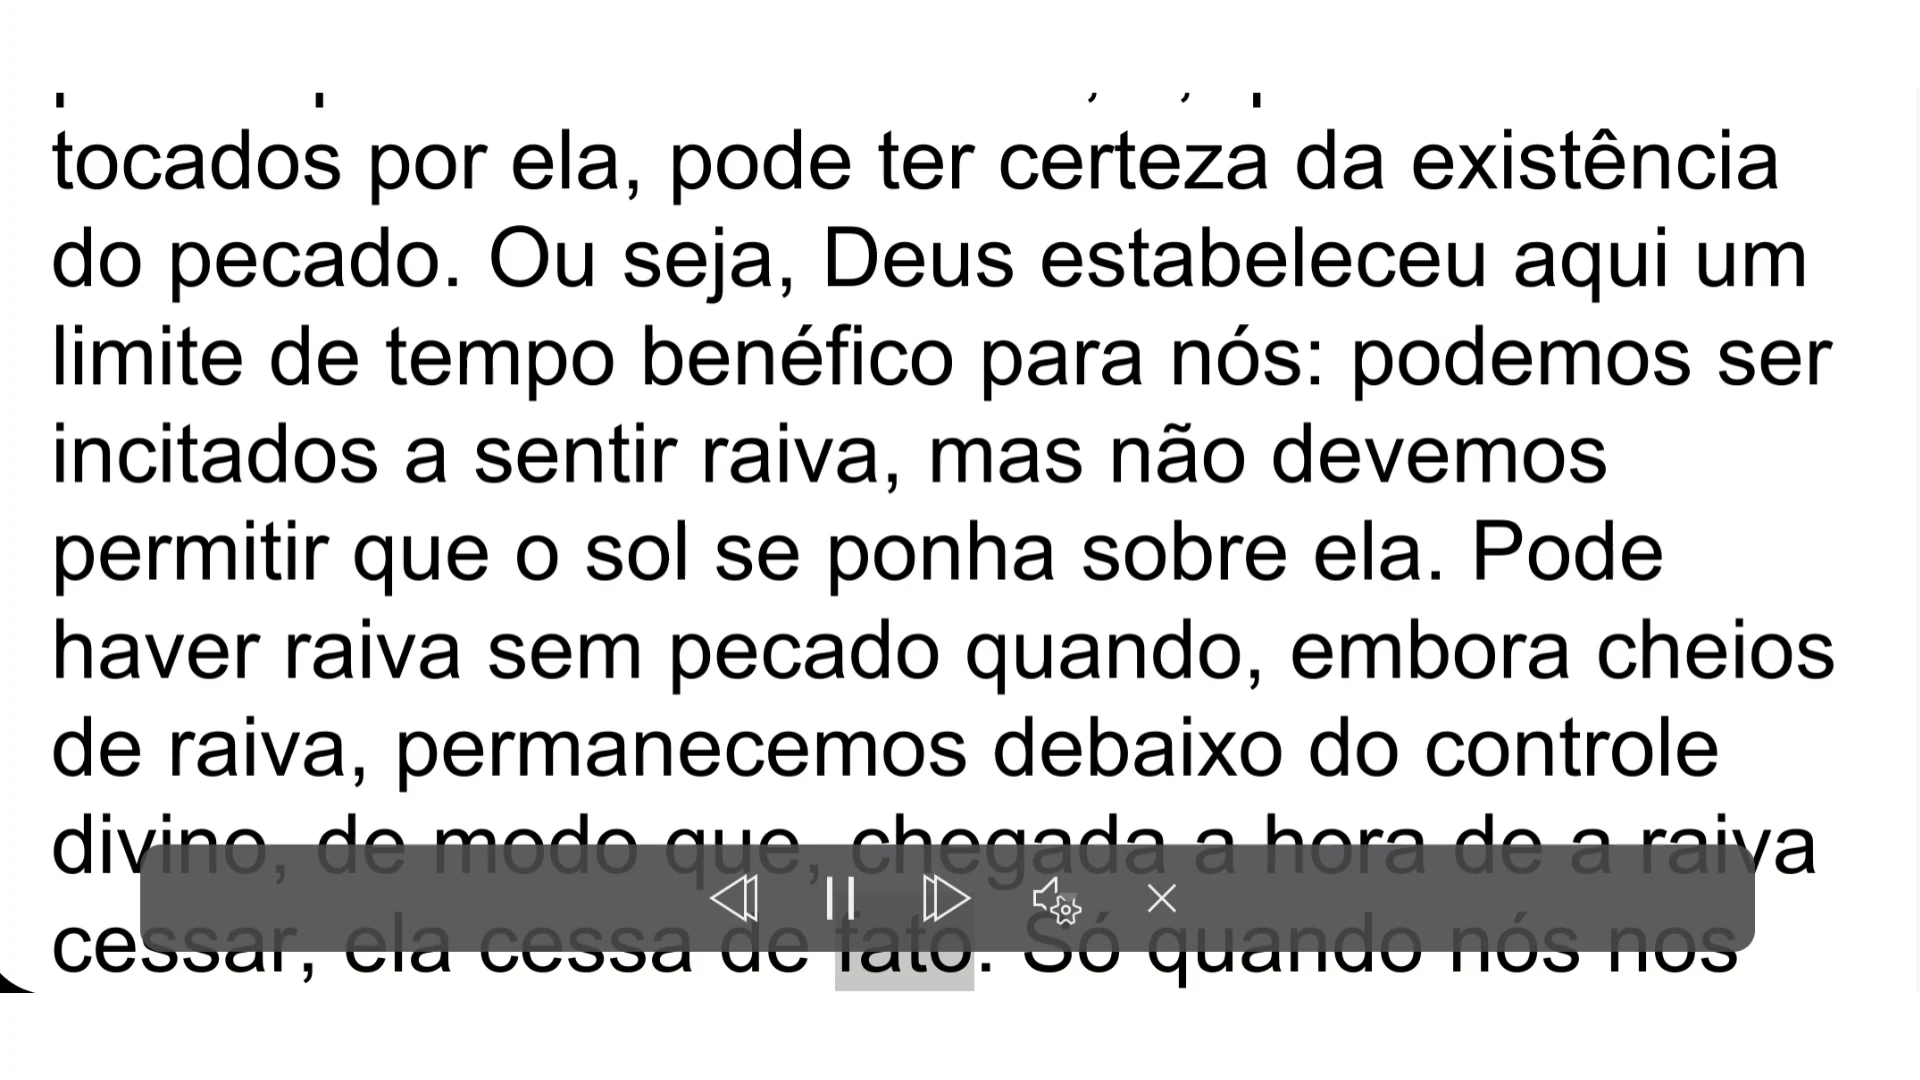 tocados por ela, pode ter certeza da existência
do pecado. Ou seja, Deus estabeleceu aqui um
limite de tempo benéfico para nós: podemos ser
incitados a sentir raiva, mas não devemos
permitir que o sol se ponha sobre ela. Pode
haver raiva sem pecado quando, embora cheios
de raiva, permanecemos debaixo do controle
divino, de modo que, chegada a hora de a raiva
cessar, ela cessa de fato. Só quando nós nos